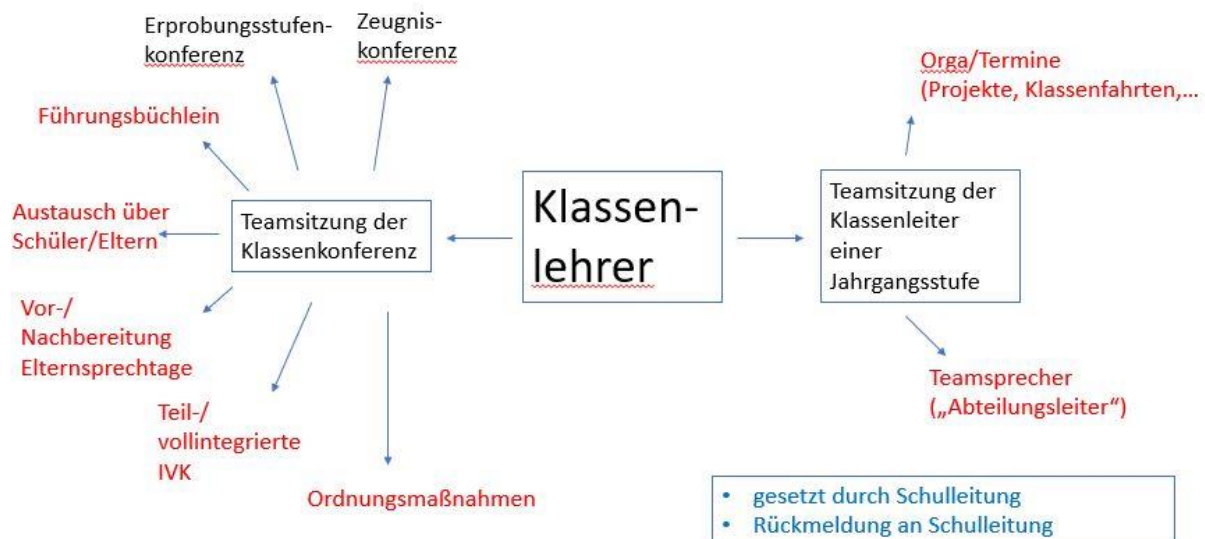 Erprobungsstufen-
konferenz
Zeugnis-
konferenz
Orga/Termine
(Projekte, Klassenfahrten,...
Führungsbüchlein
Austausch über
Schüler/Eltern
Teamsitzung der
Klassenkonferenz
Klassen-
lehrer
Teamsitzung der
Klassenleiter
einer
Jahrgangsstufe
Vor-/
Nachbereitung
Elternsprechtage
Teil-/
vollintegrierte
IVK
Ordnungsmaßnahmen
Teamsprecher
(„Abteilungsleiter“)
• gesetzt durch Schulleitung
• Rückmeldung an Schulleitung